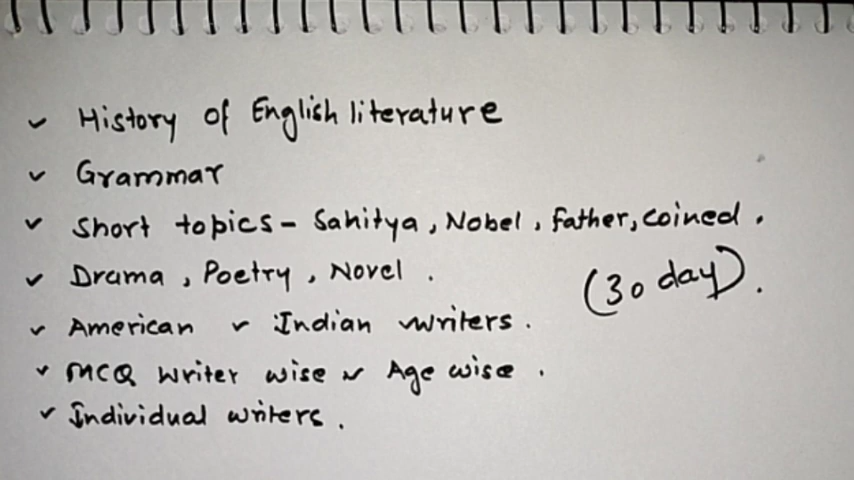 ✓ History of English literature
✓ Grammar
✓ Short topics - Sahitya, Nobel, father, coined.
✓ Drama, Poetry, Novel.
(30 day).
✓ American ✓ Indian writers.
✓ MCQ writer wise ✓ Age wise.
✓ Individual writers.